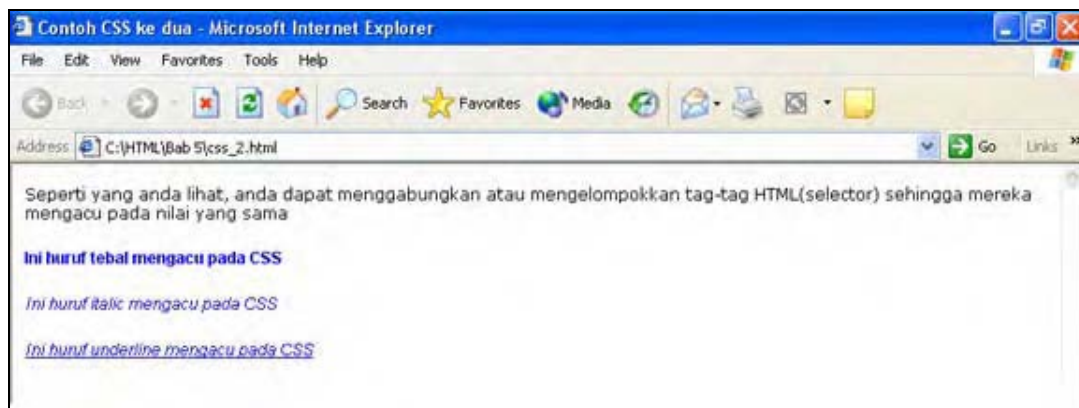 Contoh CSS ke dua - Microsoft Internet Explorer
File Edit View Favorites Tools Help
Back Search Favorites Media
Address C:\HTML\Bab 5\css_2.html Go Links »
Seperti yang anda lihat, anda dapat menggabungkan atau mengelompokkan tag-tag HTML(selector) sehingga mereka
mengacu pada nilai yang sama
Ini huruf tebal mengacu pada CSS
Ini huruf italic mengacu pada CSS
Ini huruf underline mengacu pada CSS